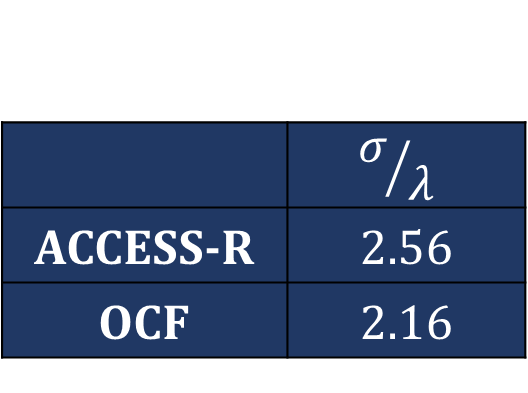 σ/λ
ACCESS-R 2.56
OCF 2.16